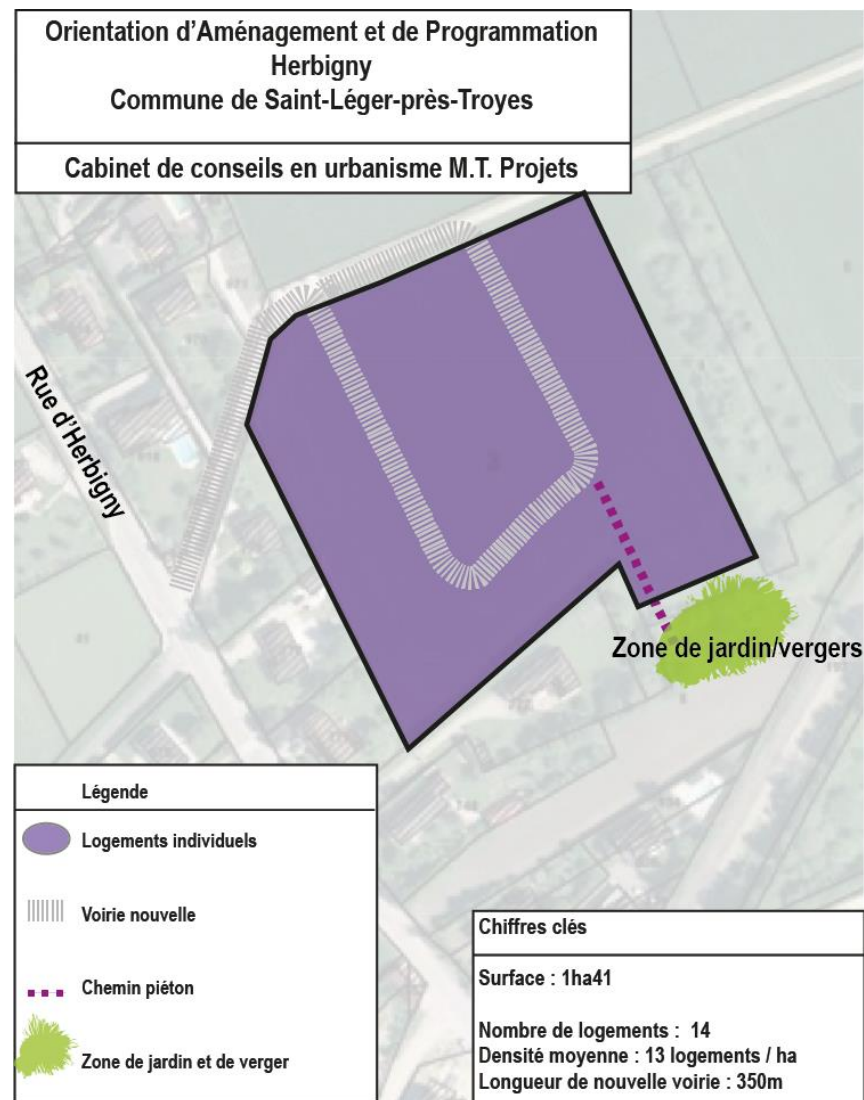 Orientation d’Aménagement et de Programmation
Herbigny
Commune de Saint-Léger-près-Troyes
Cabinet de conseils en urbanisme M.T. Projets
Rue d’Herbigny
Zone de jardin/vergers
Légende
Logements individuels
Voirie nouvelle
Chemin piéton
Zone de jardin et de verger
Chiffres clés
Surface : 1ha41
Nombre de logements : 14
Densité moyenne : 13 logements / ha
Longueur de nouvelle voirie : 350m